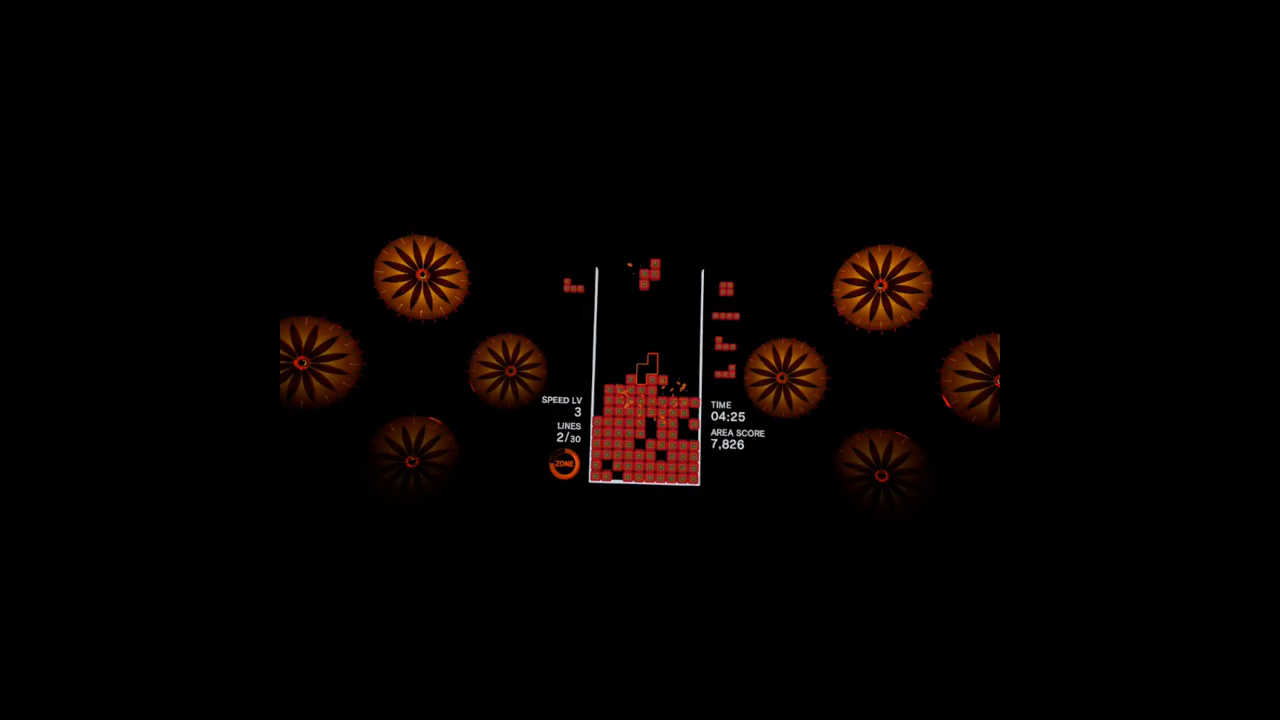 SPEED LV
3
LINES
2/30
ZONE
TIME
04:25
AREA SCORE
7,826